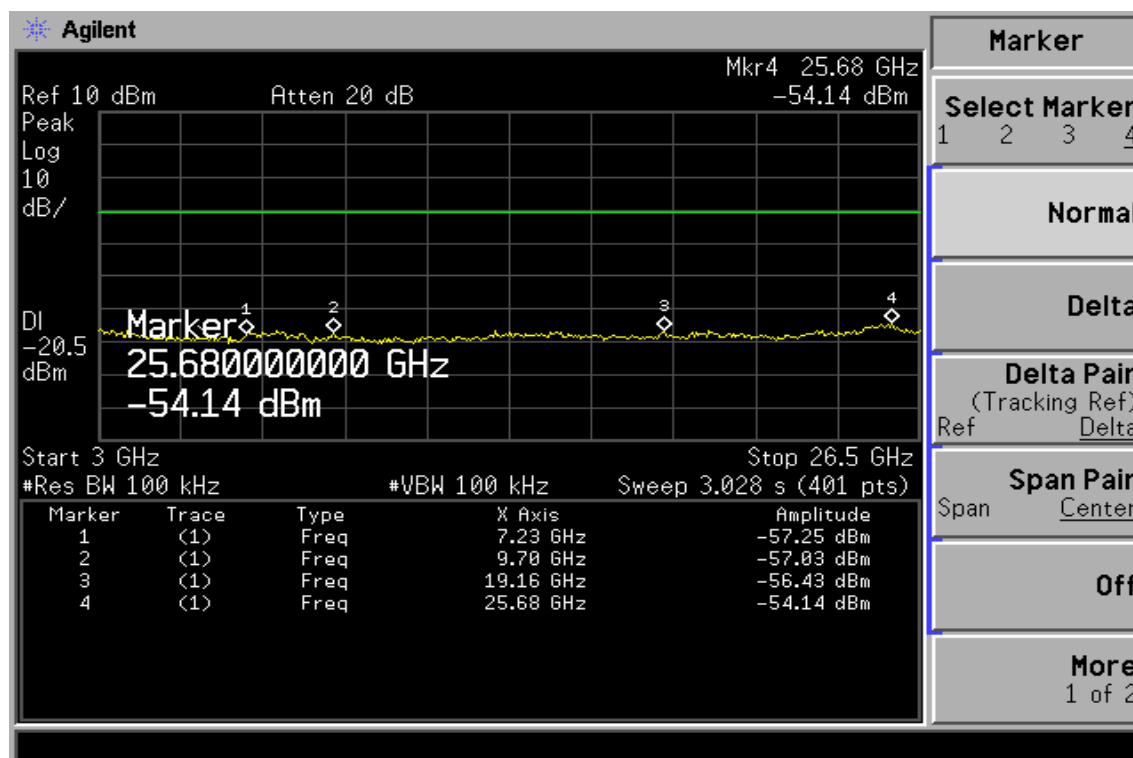 Agilent
Marker
Mkr4 25.68 GHz
Ref 10 dBm Atten 20 dB -54.14 dBm
Peak
Log
10
dB/
1 2 3 4
DI
-20.5
dBm
Marker
25.680000000 GHz
-54.14 dBm
Start 3 GHz Stop 26.5 GHz
#Res BW 100 kHz #VBW 100 kHz Sweep 3.028 s (401 pts)
Marker Trace Type X Axis Amplitude
1 (1) Freq 7.23 GHz -57.25 dBm
2 (1) Freq 9.70 GHz -57.03 dBm
3 (1) Freq 19.16 GHz -56.43 dBm
4 (1) Freq 25.68 GHz -54.14 dBm
Select Marker
1 2 3 4
Normal
Delta
Delta Pair
(Tracking Ref)
Ref Delta
Span Pair
Span Center
Off
More
1 of 2